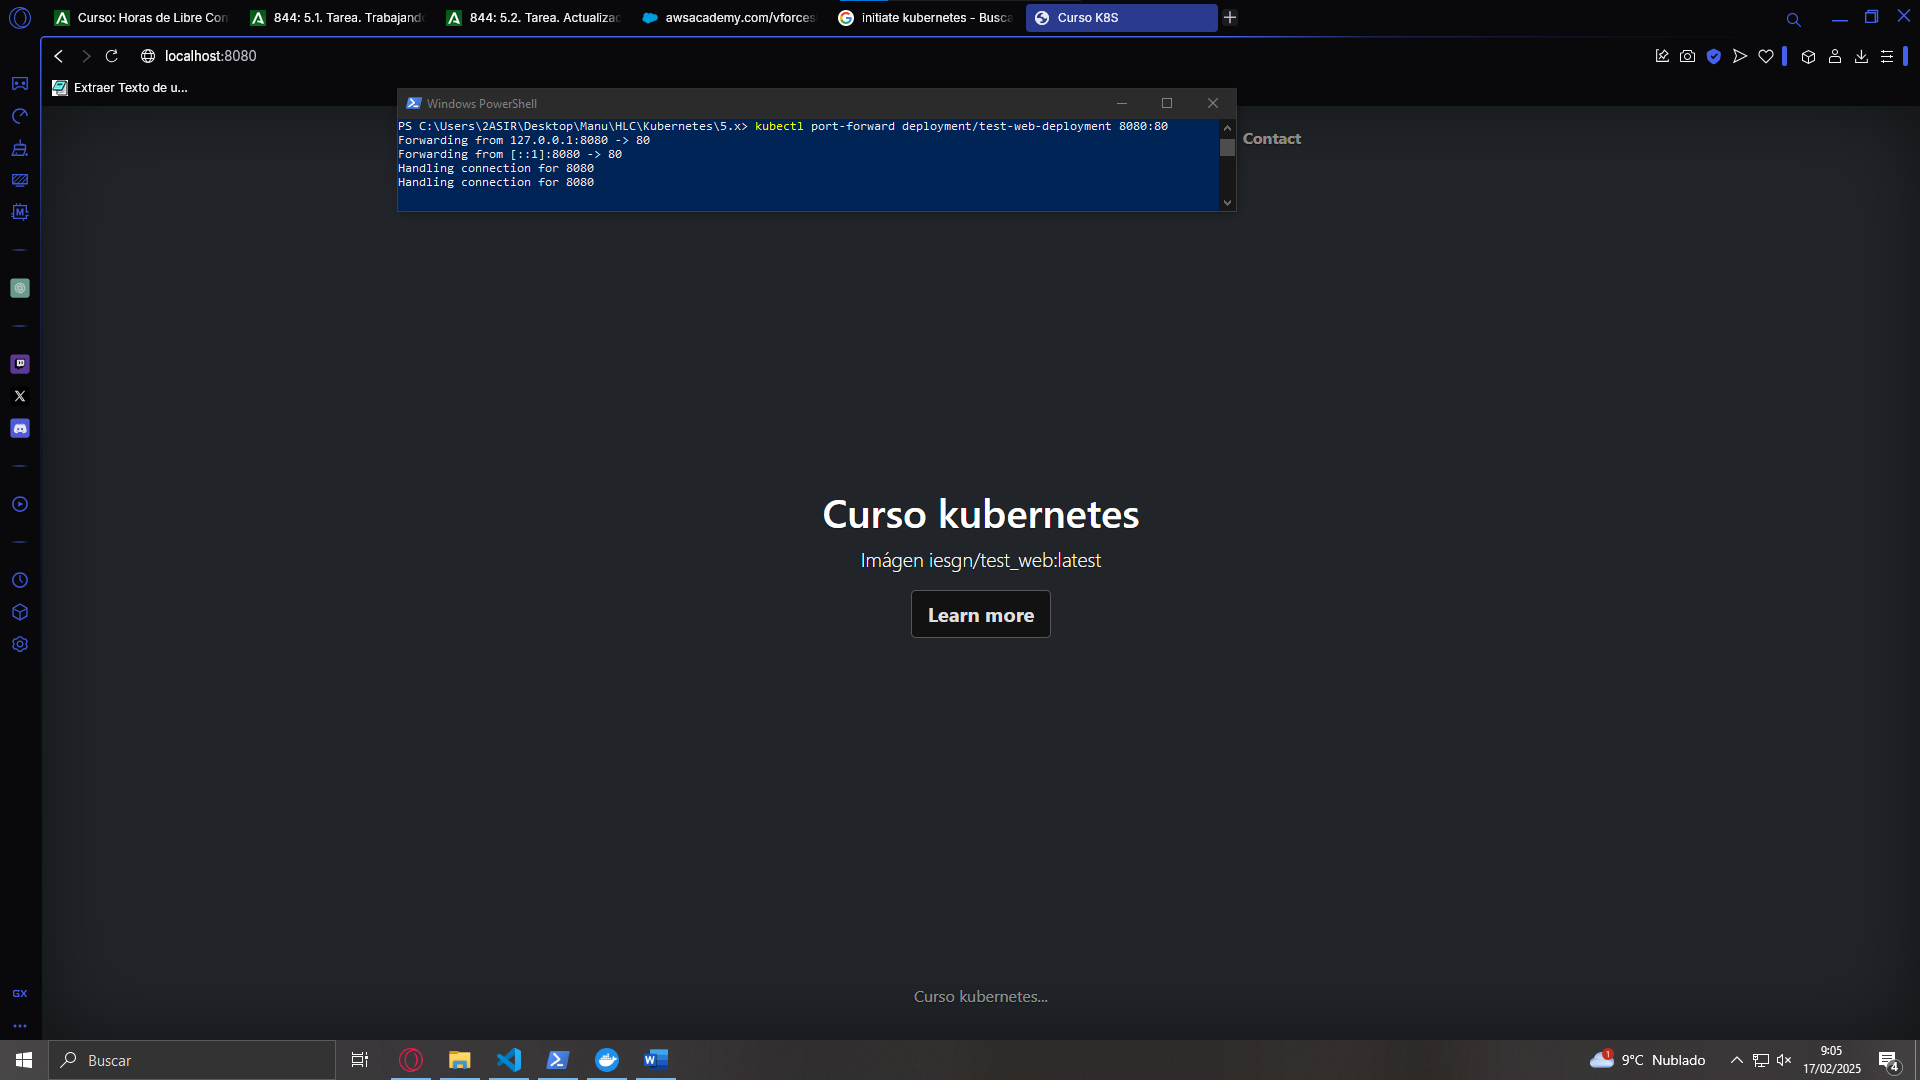 Curso: Horas de Libre Con
844: 5.1. Tarea. Trabajand
844: 5.2. Tarea. Actualizac
awsacademy.com/vforces
initiate kubernetes - Busca
Curso K8S
localhost:8080
Extraer Texto de u...
Windows PowerShell
PS C:\Users\2ASIR\Desktop\Manu\HLC\Kubernetes\5.x> kubectl port-forward deployment/test-web-deployment 8080:80
Forwarding from 127.0.0.1:8080 -> 80
Forwarding from [::1]:8080 -> 80
Handling connection for 8080
Handling connection for 8080
Contact
Curso kubernetes
Imágen iesgn/test_web:latest
Learn more
Curso kubernetes...
GX
Buscar
1
9°C Nublado
9:05
17/02/2025
4